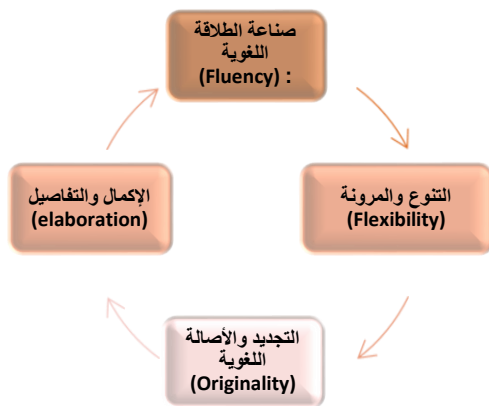 صناعة الطلاقة
اللغوية
(Fluency) :
التنوع والمرونة
(Flexibility)
التجديد والأصالة
اللغوية
(Originality)
الإكمال والتفاصيل
(elaboration)